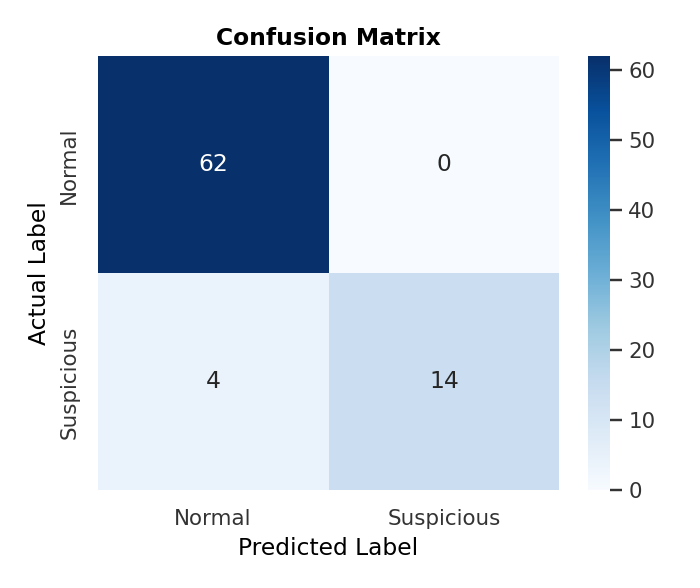 Confusion Matrix
Actual Label
Normal
Suspicious
62
0
4
14
Normal
Suspicious
Predicted Label
60
50
40
30
20
10
0